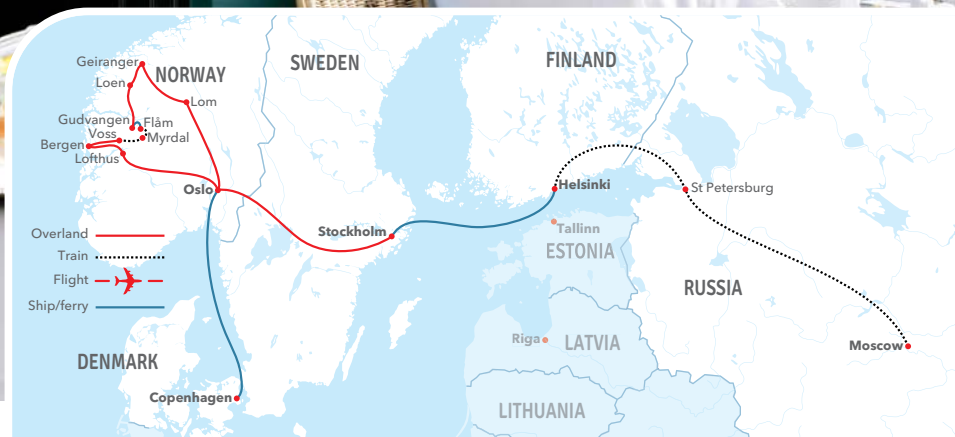 Geiranger
NORWAY
SWEDEN
FINLAND
Loen
Lom
Gudvangen
Flåm
Voss
Myrdal
Bergen
Lofthus
Oslo
Helsinki
St Petersburg
Stockholm
Tallinn
ESTONIA
Overland
Train
Flight
Ship/ferry
RUSSIA
Riga
LATVIA
Moscow
DENMARK
Copenhagen
LITHUANIA